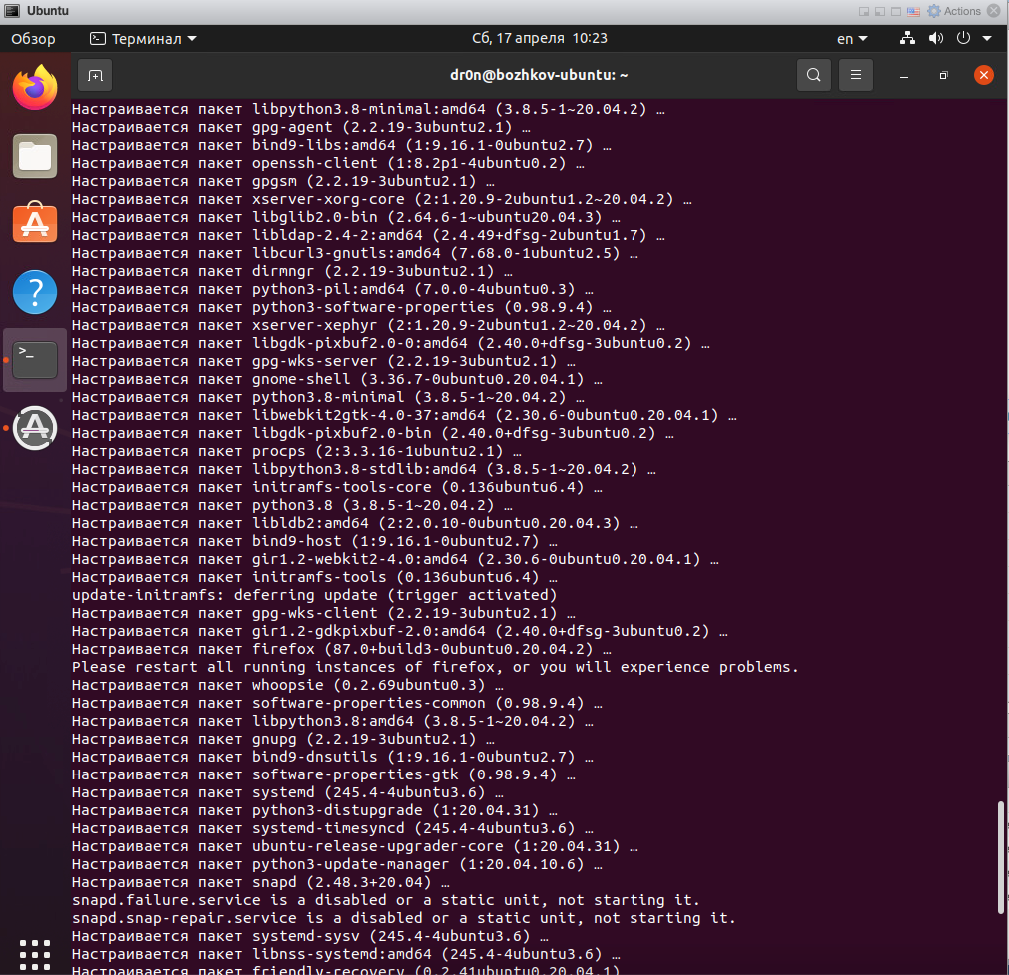 Ubuntu
Actions
Обзор
Терминал
Сб, 17 апреля 10:23
en
dr0n@bozhkov-ubuntu: ~
Настраивается пакет libpython3.8-minimal:amd64 (3.8.5-1~20.04.2) …
Настраивается пакет gpg-agent (2.2.19-3ubuntu2.1) …
Настраивается пакет bind9-libs:amd64 (1:9.16.1-0ubuntu2.7) …
Настраивается пакет openssh-client (1:8.2p1-4ubuntu0.2) …
Настраивается пакет gpgsm (2.2.19-3ubuntu2.1) …
Настраивается пакет xserver-xorg-core (2:1.20.9-2ubuntu1.2~20.04.2) …
Настраивается пакет libglib2.0-bin (2.64.6-1~ubuntu20.04.3) …
Настраивается пакет libldap-2.4-2:amd64 (2.4.49+dfsg-2ubuntu1.7) …
Настраивается пакет libcurl3-gnutls:amd64 (7.68.0-1ubuntu2.5) …
Настраивается пакет dirmngr (2.2.19-3ubuntu2.1) …
Настраивается пакет python3-pil:amd64 (7.0.0-4ubuntu0.3) …
Настраивается пакет python3-software-properties (0.98.9.4) …
Настраивается пакет xserver-xephyr (2:1.20.9-2ubuntu1.2~20.04.2) …
Настраивается пакет libgdk-pixbuf2.0-0:amd64 (2.40.0+dfsg-3ubuntu0.2) …
Настраивается пакет gpg-wks-server (2.2.19-3ubuntu2.1) …
Настраивается пакет gnome-shell (3.36.7-0ubuntu0.20.04.1) …
Настраивается пакет python3.8-minimal (3.8.5-1~20.04.2) …
Настраивается пакет libwebkit2gtk-4.0-37:amd64 (2.30.6-0ubuntu0.20.04.1) …
Настраивается пакет libgdk-pixbuf2.0-bin (2.40.0+dfsg-3ubuntu0.2) …
Настраивается пакет procps (2:3.3.16-1ubuntu2.1) …
Настраивается пакет libpython3.8-stdlib:amd64 (3.8.5-1~20.04.2) …
Настраивается пакет initramfs-tools-core (0.136ubuntu6.4) …
Настраивается пакет python3.8 (3.8.5-1~20.04.2) …
Настраивается пакет libldb2:amd64 (2:2.0.10-0ubuntu0.20.04.3) …
Настраивается пакет bind9-host (1:9.16.1-0ubuntu2.7) …
Настраивается пакет gir1.2-webkit2-4.0:amd64 (2.30.6-0ubuntu0.20.04.1) …
Настраивается пакет initramfs-tools (0.136ubuntu6.4) …
update-initramfs: deferring update (trigger activated)
Настраивается пакет gpg-wks-client (2.2.19-3ubuntu2.1) …
Настраивается пакет gir1.2-gdkpixbuf-2.0:amd64 (2.40.0+dfsg-3ubuntu0.2) …
Настраивается пакет firefox (87.0+build3-0ubuntu0.20.04.2) …
Please restart all running instances of firefox, or you will experience problems.
Настраивается пакет whoopsie (0.2.69ubuntu0.3) …
Настраивается пакет software-properties-common (0.98.9.4) …
Настраивается пакет libpython3.8:amd64 (3.8.5-1~20.04.2) …
Настраивается пакет gnupg (2.2.19-3ubuntu2.1) …
Настраивается пакет bind9-dnsutils (1:9.16.1-0ubuntu2.7) …
Настраивается пакет software-properties-gtk (0.98.9.4) …
Настраивается пакет systemd (245.4-4ubuntu3.6) …
Настраивается пакет python3-distupgrade (1:20.04.31) …
Настраивается пакет systemd-timesyncd (245.4-4ubuntu3.6) …
Настраивается пакет ubuntu-release-upgrader-core (1:20.04.31) …
Настраивается пакет python3-update-manager (1:20.04.10.6) …
Настраивается пакет snapd (2.48.3+20.04) …
snapd.failure.service is a disabled or a static unit, not starting it.
snapd.snap-repair.service is a disabled or a static unit, not starting it.
Настраивается пакет systemd-sysv (245.4-4ubuntu3.6) …
Настраивается пакет libnss-systemd:amd64 (245.4-4ubuntu3.6) …
Настраивается пакет friendly-recovery (0.2.41ubuntu0.20.04.1) …